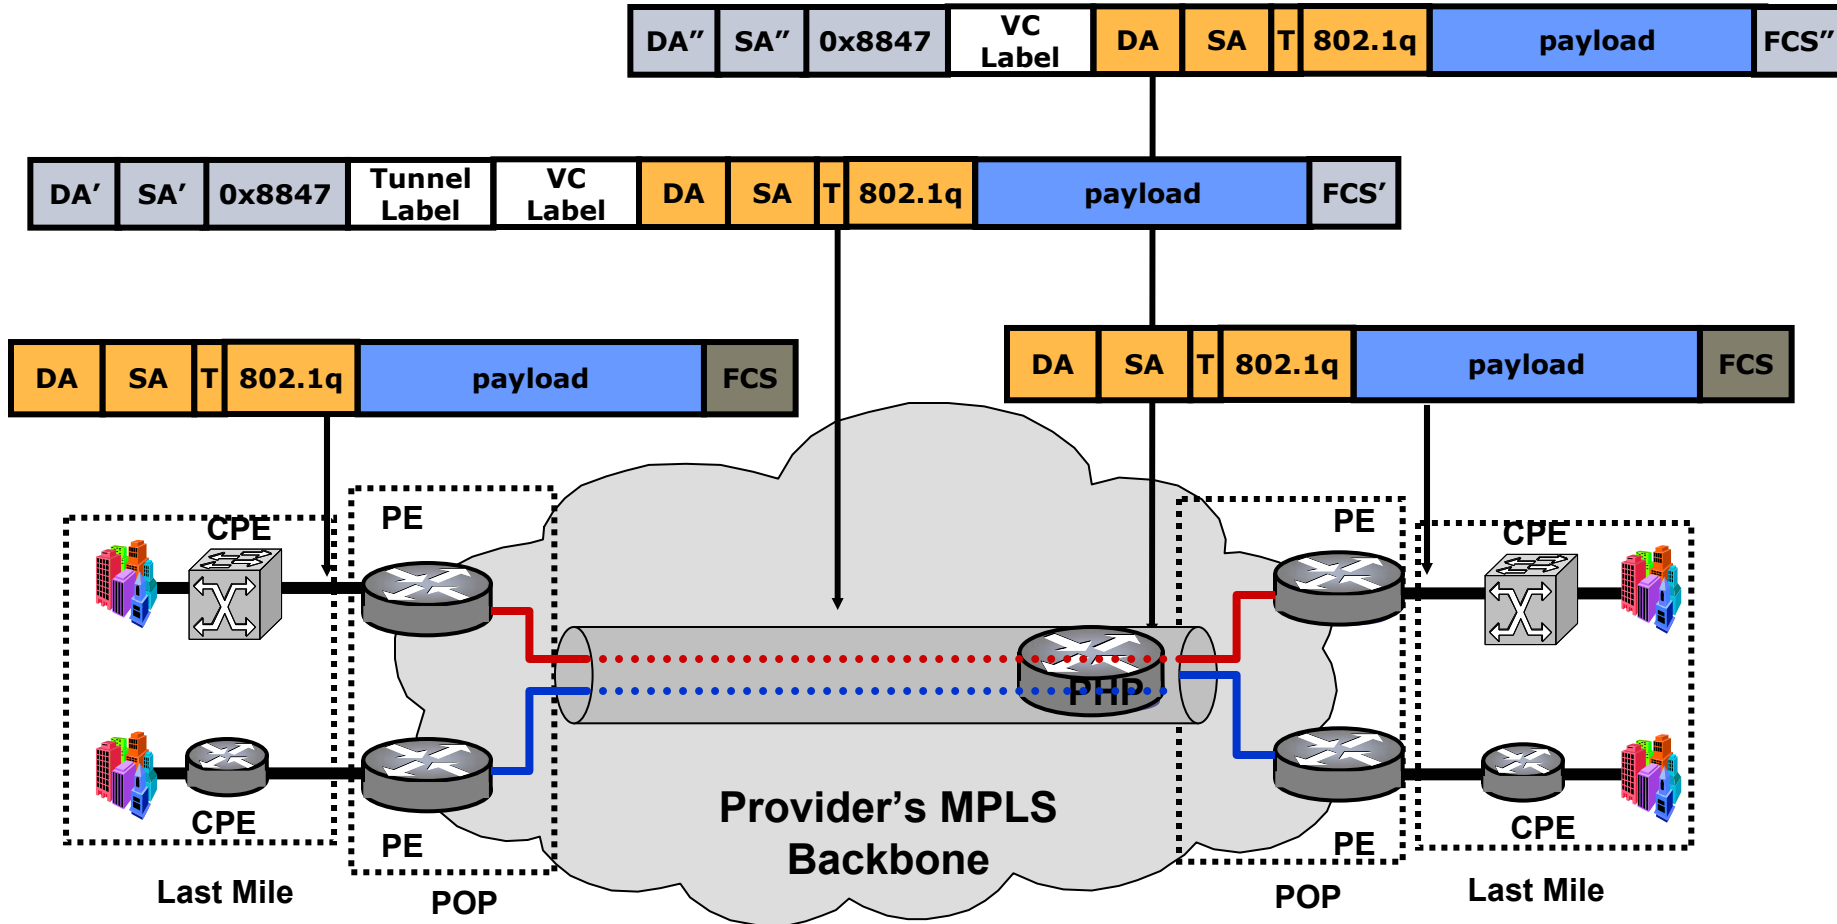 DA” SA” 0x8847 VC Label DA SA T 802.1q payload FCS”
DA’ SA’ 0x8847 Tunnel Label VC Label DA SA T 802.1q payload FCS’
DA SA T 802.1q payload FCS
DA SA T 802.1q payload FCS
PE
PE
CPE
CPE
PHP
CPE
CPE
PE
PE
Provider’s MPLS
Backbone
Last Mile
POP
POP
Last Mile